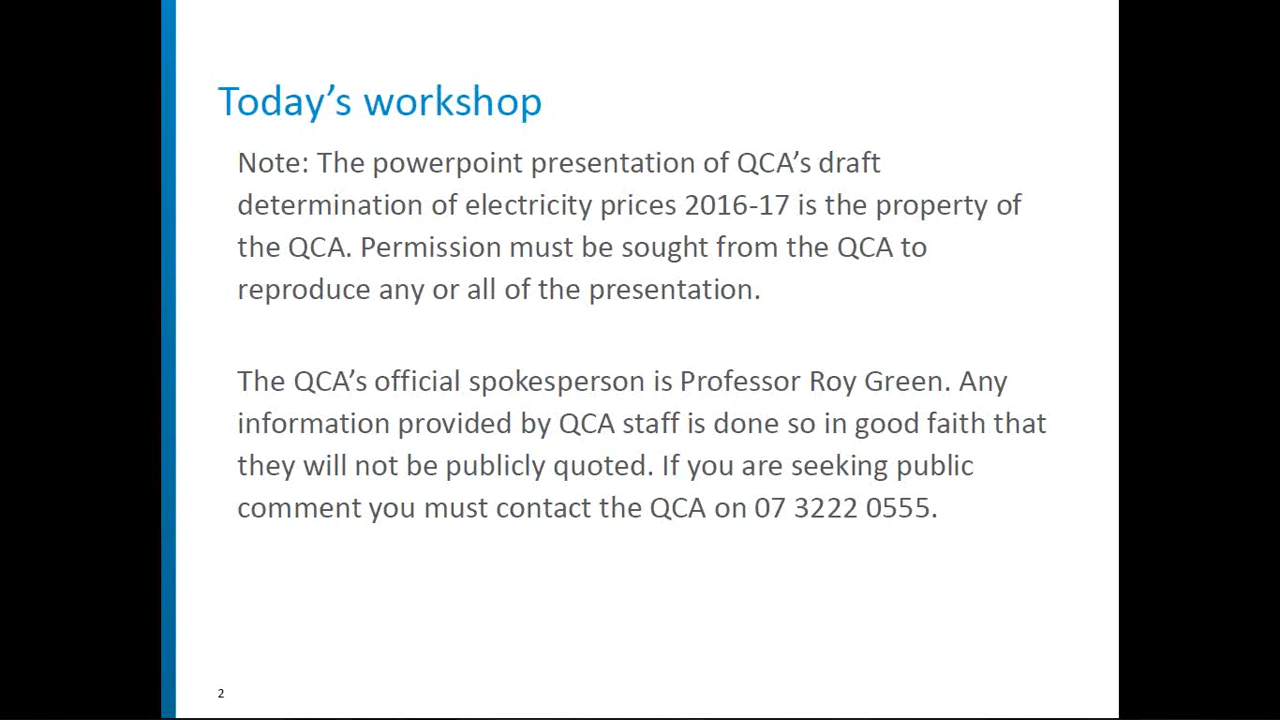 Today’s workshop
Note: The powerpoint presentation of QCA’s draft
determination of electricity prices 2016-17 is the property of
the QCA. Permission must be sought from the QCA to
reproduce any or all of the presentation.
The QCA’s official spokesperson is Professor Roy Green. Any
information provided by QCA staff is done so in good faith that
they will not be publicly quoted. If you are seeking public
comment you must contact the QCA on 07 3222 0555.
2